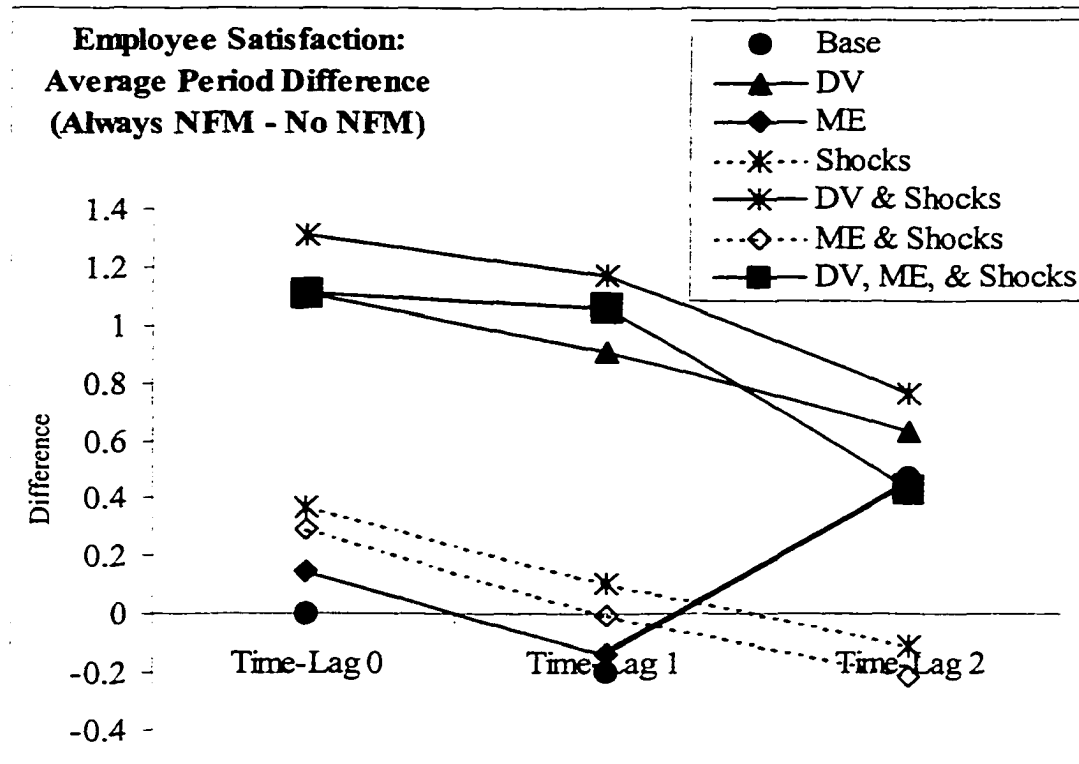 Employee Satisfaction:
Average Period Difference
(Always NFM - No NFM)
Base
DV
ME
Shocks
DV & Shocks
ME & Shocks
DV, ME, & Shocks
1.4
1.2
1
0.8
0.6
0.4
0.2
0
-0.2
-0.4
Difference
Time-Lag 0
Time-Lag 1
Time-Lag 2